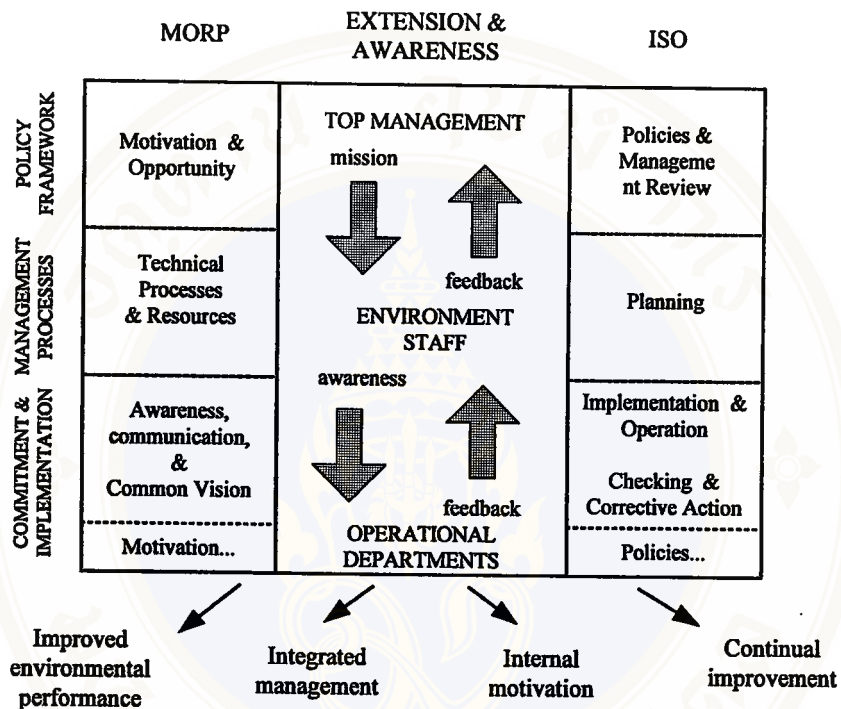 MORP
EXTENSION &
AWARENESS
ISO
POLICY
FRAMEWORK
Motivation &
Opportunity
TOP MANAGEMENT
mission
feedback
Policies &
Manageme
nt Review
MANAGEMENT
PROCESSES
Technical
Processes
& Resources
ENVIRONMENT
STAFF
Planning
COMMITMENT &
IMPLEMENTATION
Awareness,
communication,
&
Common Vision
awareness
feedback
Implementation &
Operation
Checking &
Corrective Action
Motivation...
OPERATIONAL
DEPARTMENTS
Policies...
Improved
environmental
performance
Integrated
management
Internal
motivation
Continual
improvement